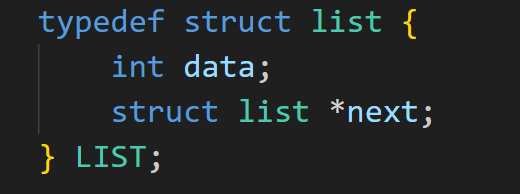 typedef struct list {
    int data;
    struct list *next;
} LIST;